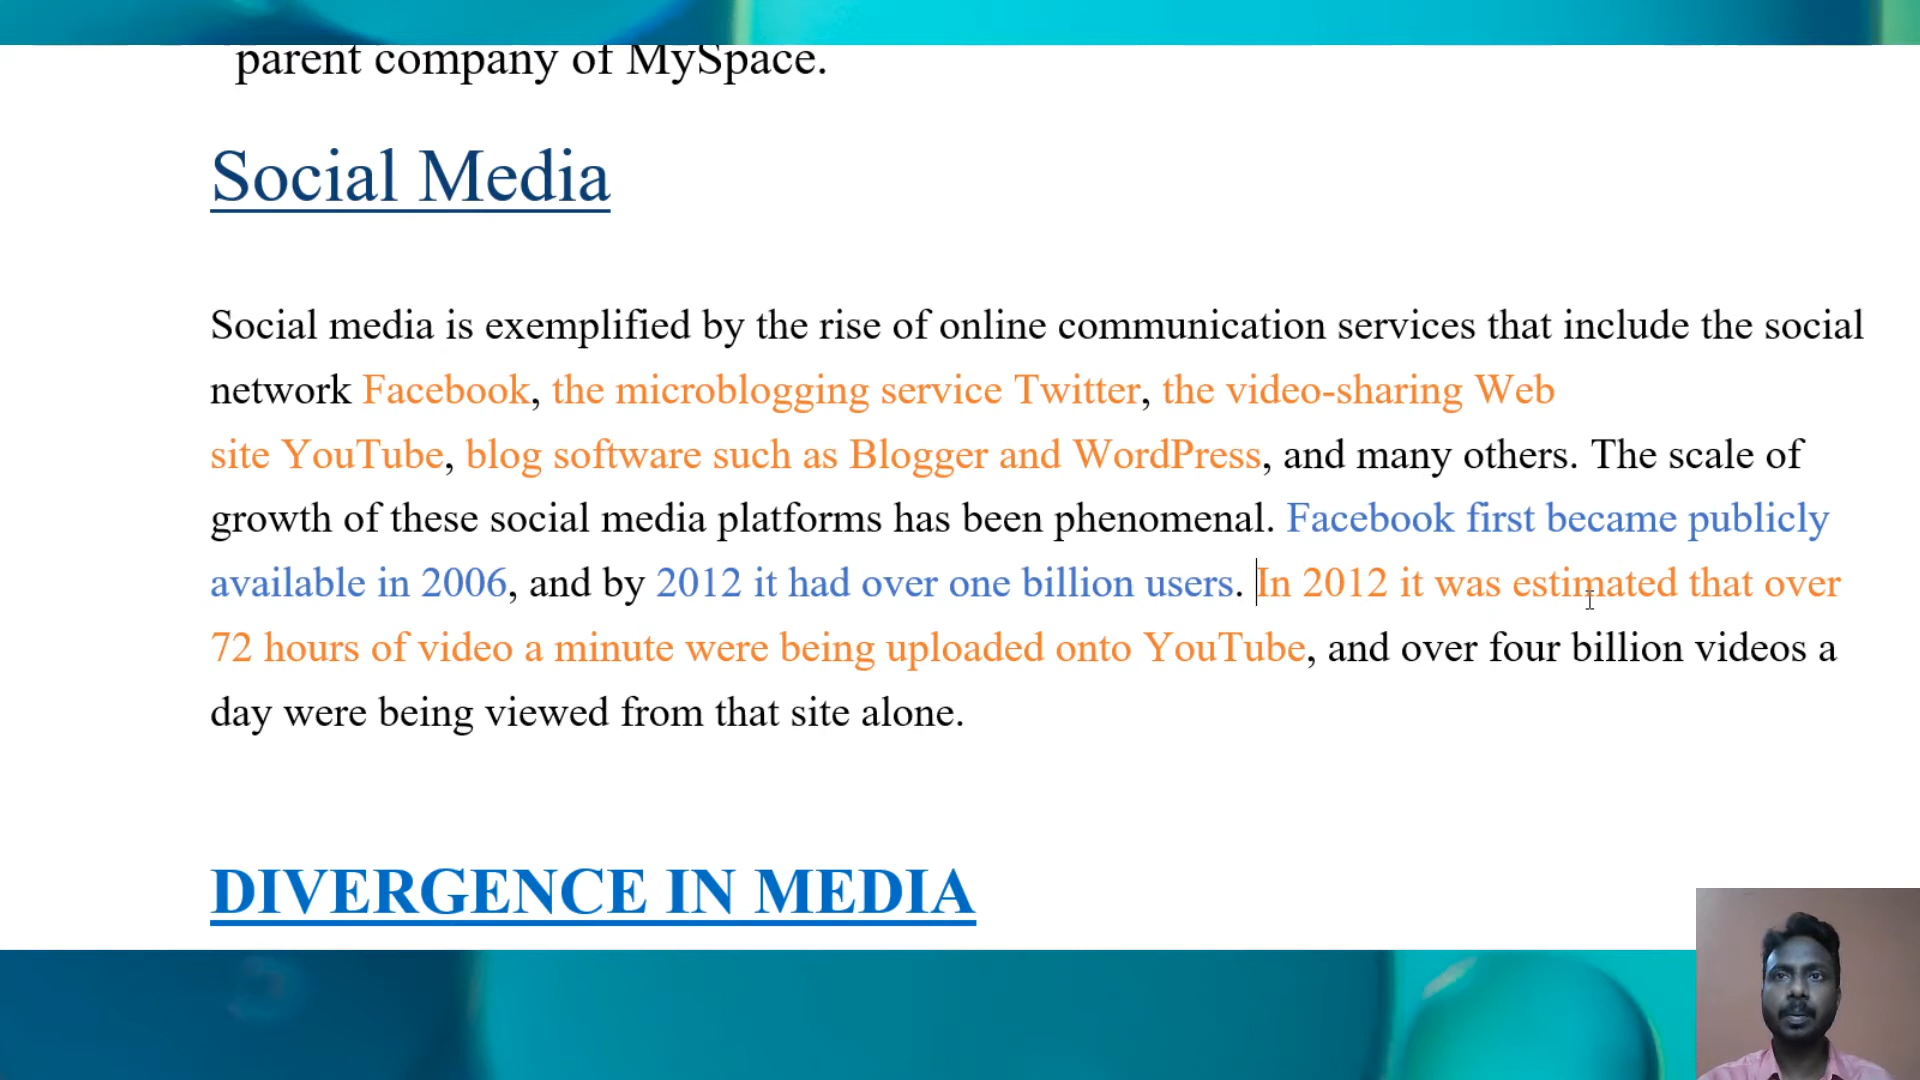 parent company of MySpace.
Social Media
Social media is exemplified by the rise of online communication services that include the social
network Facebook, the microblogging service Twitter, the video-sharing Web
site YouTube, blog software such as Blogger and WordPress, and many others. The scale of
growth of these social media platforms has been phenomenal. Facebook first became publicly
available in 2006, and by 2012 it had over one billion users. In 2012 it was estimated that over
72 hours of video a minute were being uploaded onto YouTube, and over four billion videos a
day were being viewed from that site alone.
DIVERGENCE IN MEDIA